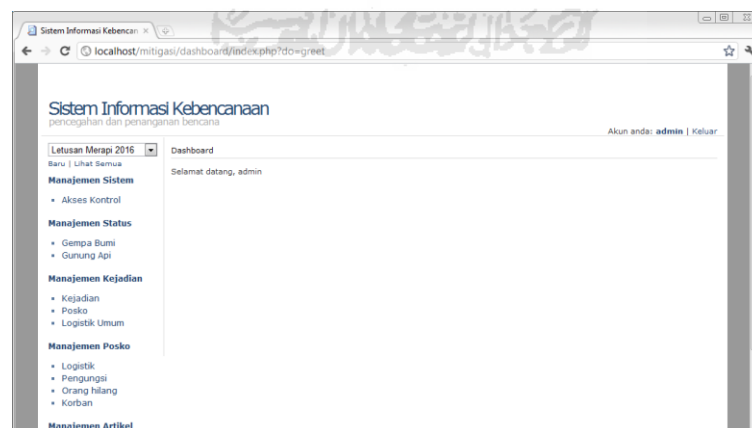 Sistem Informasi Kebencan
localhost/mitigasi/dashboard/index.php?do=greet
Sistem Informasi Kebencanaan
pencegahan dan penanganan bencana
Akun anda: admin | Keluar
Letusan Merapi 2016
Baru | Lihat Semua
Manajemen Sistem
Akses Kontrol
Manajemen Status
Gempa Bumi
Gunung Api
Manajemen Kejadian
Kejadian
Posko
Logistik Umum
Manajemen Posko
Logistik
Pengungsi
Orang hilang
Korban
Manajemen Artikel
Dashboard
Selamat datang, admin